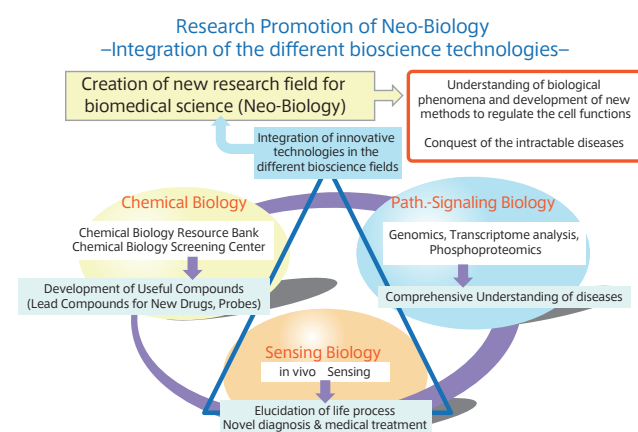 Research Promotion of Neo-Biology
–Integration of the different bioscience technologies–
Creation of new research field for
biomedical science (Neo-Biology)
Understanding of biological
phenomena and development of new
methods to regulate the cell functions
Conquest of the intractable diseases
Integration of innovative
technologies in the
different bioscience fields
Chemical Biology
Chemical Biology Resource Bank
Chemical Biology Screening Center
Development of Useful Compounds
(Lead Compounds for New Drugs, Probes)
Path.-Signaling Biology
Genomics, Transcriptome analysis,
Phosphoproteomics
Comprehensive Understanding of diseases
Sensing Biology
in vivo Sensing
Elucidation of life process
Novel diagnosis & medical treatment